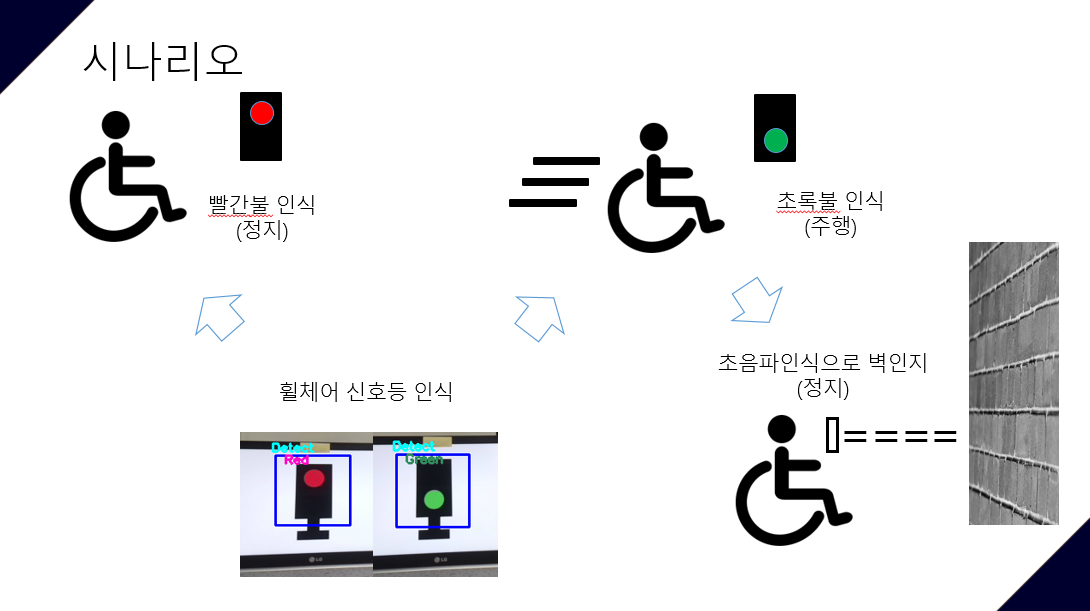 시나리오
빨간불 인식
(정지)
초록불 인식
(주행)
초음파인식으로 벽인지
(정지)
휠체어 신호등 인식
Detect
Red
Detect
Green
LG
LG